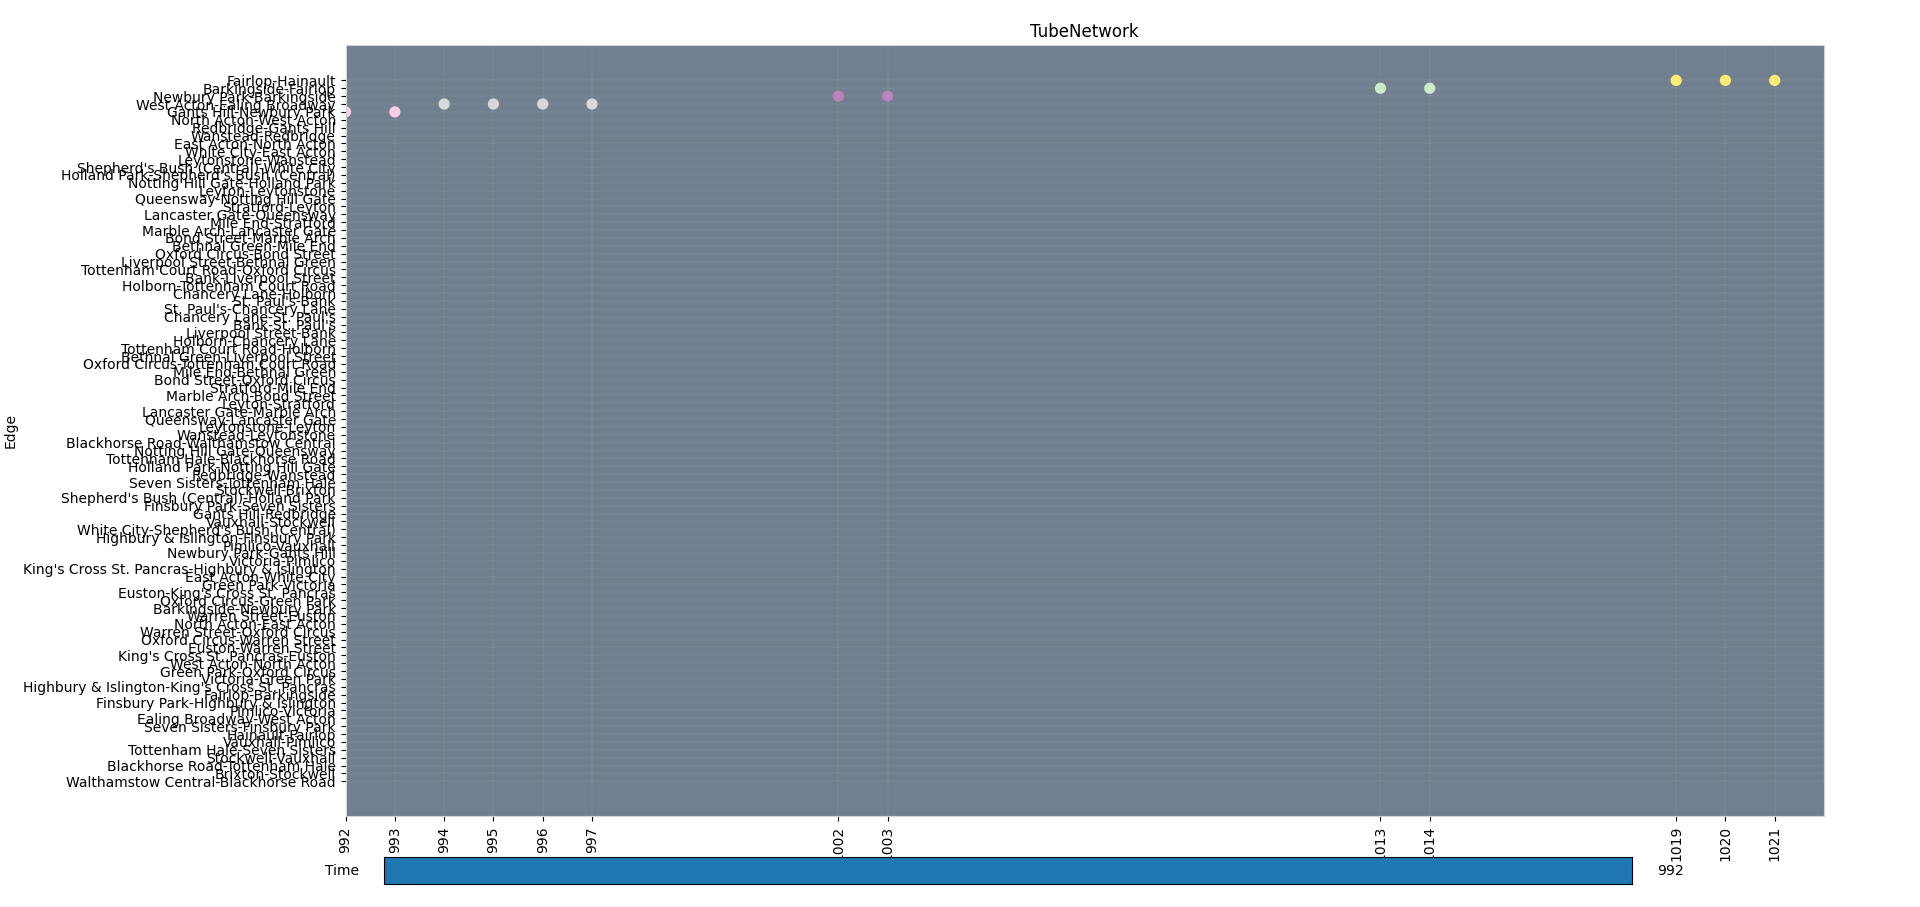 TubeNetwork
Edge
Fairlop-Hainault
Barkingside-Fairlop
Newbury Park-Barkingside
West Acton-Ealing Broadway
Gants Hill-Newbury Park
North Acton-West Acton
Redbridge-Gants Hill
Wanstead-Redbridge
East Acton-North Acton
White City-East Acton
Leytonstone-Wanstead
Shepherd's Bush (Central)-White City
Holland Park-Shepherd's Bush (Central)
Notting Hill Gate-Holland Park
Leyton-Leytonstone
Queensway-Notting Hill Gate
Stratford-Leyton
Lancaster Gate-Queensway
Mile End-Stratford
Marble Arch-Lancaster Gate
Bond Street-Marble Arch
Bethnal Green-Mile End
Oxford Circus-Bond Street
Liverpool Street-Bethnal Green
Tottenham Court Road-Oxford Circus
Bank-Liverpool Street
Holborn-Tottenham Court Road
Chancery Lane-Holborn
St. Paul's-Bank
St. Paul's-Chancery Lane
Chancery Lane-St. Paul's
Bank-St. Paul's
Liverpool Street-Bank
Holborn-Chancery Lane
Tottenham Court Road-Holborn
Bethnal Green-Liverpool Street
Oxford Circus-Tottenham Court Road
Mile End-Bethnal Green
Bond Street-Oxford Circus
Stratford-Mile End
Marble Arch-Bond Street
Leyton-Stratford
Lancaster Gate-Marble Arch
Queensway-Lancaster Gate
Leytonstone-Leyton
Wanstead-Leytonstone
Blackhorse Road-Walthamstow Central
Notting Hill Gate-Queensway
Tottenham Hale-Blackhorse Road
Holland Park-Notting Hill Gate
Redbridge-Wanstead
Seven Sisters-Tottenham Hale
Stockwell-Brixton
Shepherd's Bush (Central)-Holland Park
Finsbury Park-Seven Sisters
Gants Hill-Redbridge
Vauxhall-Stockwell
White City-Shepherd's Bush (Central)
Highbury & Islington-Finsbury Park
Pimlico-Vauxhall
Newbury Park-Gants Hill
Victoria-Pimlico
King's Cross St. Pancras-Highbury & Islington
East Acton-White City
Green Park-Victoria
Euston-King's Cross St. Pancras
Oxford Circus-Green Park
Barkingside-Newbury Park
Warren Street-Euston
North Acton-East Acton
Warren Street-Oxford Circus
Oxford Circus-Warren Street
Euston-Warren Street
King's Cross St. Pancras-Euston
West Acton-North Acton
Green Park-Oxford Circus
Victoria-Green Park
Highbury & Islington-King's Cross St. Pancras
Fairlop-Barkingside
Finsbury Park-Highbury & Islington
Pimlico-Victoria
Ealing Broadway-West Acton
Seven Sisters-Finsbury Park
Hainault-Fairlop
Vauxhall-Pimlico
Tottenham Hale-Seven Sisters
Stockwell-Vauxhall
Blackhorse Road-Tottenham Hale
Brixton-Stockwell
Walthamstow Central-Blackhorse Road
992
993
994
995
996
997
1002
1003
1013
1014
1019
1020
1021
Time
992